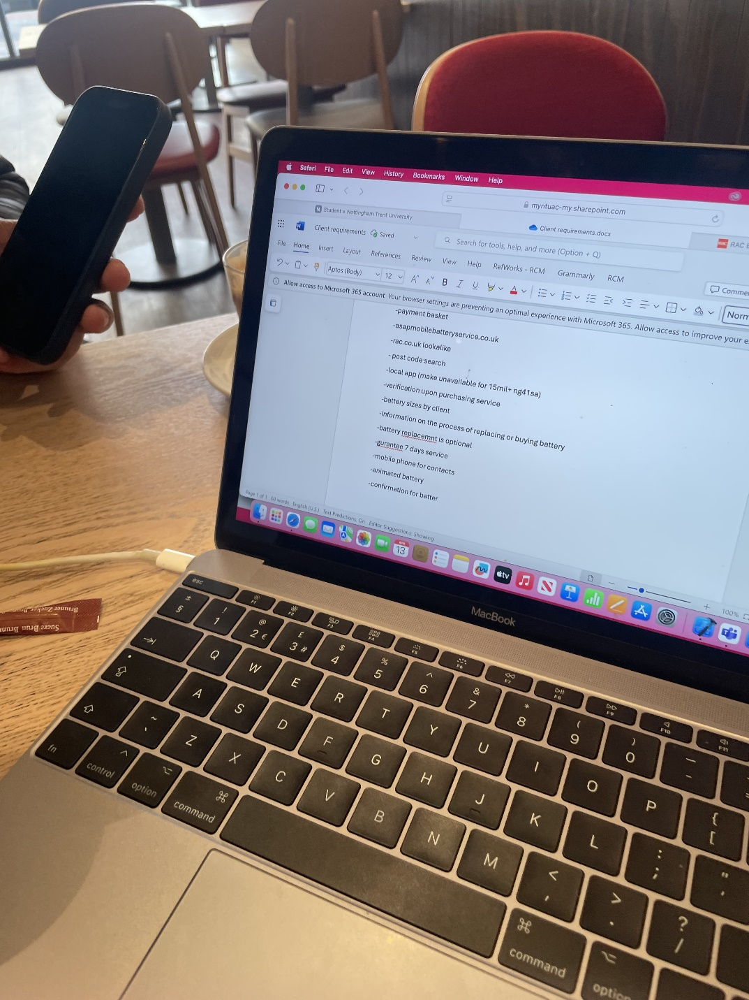 Safari File Edit View History Bookmarks Window Help
myntuac-my.sharepoint.com
N Student » Nottingham Trent University
Client requirements.docx
RAC
Client requirements Saved
Search for tools, help, and more (Option + Q)
File Home Insert Layout References Review View Help RefWorks - RCM Grammarly RCM
Aptos (Body) 12 A A B I U A
Comme
Norm
Allow access to Microsoft 365 account Your browser settings are preventing an optimal experience with Microsoft 365. Allow access to improve your e
-payment basket
-asapmobilebatteryservice.co.uk
-rac.co.uk lookalike
- post code search
-local app (make unavailable for 15mil+ ng41sa)
-verification upon purchasing service
-battery sizes by client
-information on the process of replacing or buying battery
-battery replacemnt is optional
-gurantee 7 days service
-mobile phone for contacts
-animated battery
-confirmation for batter
Page 1 of 1 68 words English (U.S.) Text Predictions: On Editor Suggestions: Showing
100%
13
tv
MacBook
esc F1 F2 F3 F4 F5 F6 F7 F8 F9 F10 F11
± § ! 1 @ 2 € £ 3 # $ 4 % 5 ^ 6 & 7 * 8 ( 9 ) 0 _ -
Q W E R T Y U I O P { [
A S D F G H J K L : ; "
~ ` Z X C V B N M < , > . ? /
fn control option command command option
Brauner Zucker
Sucre Brun